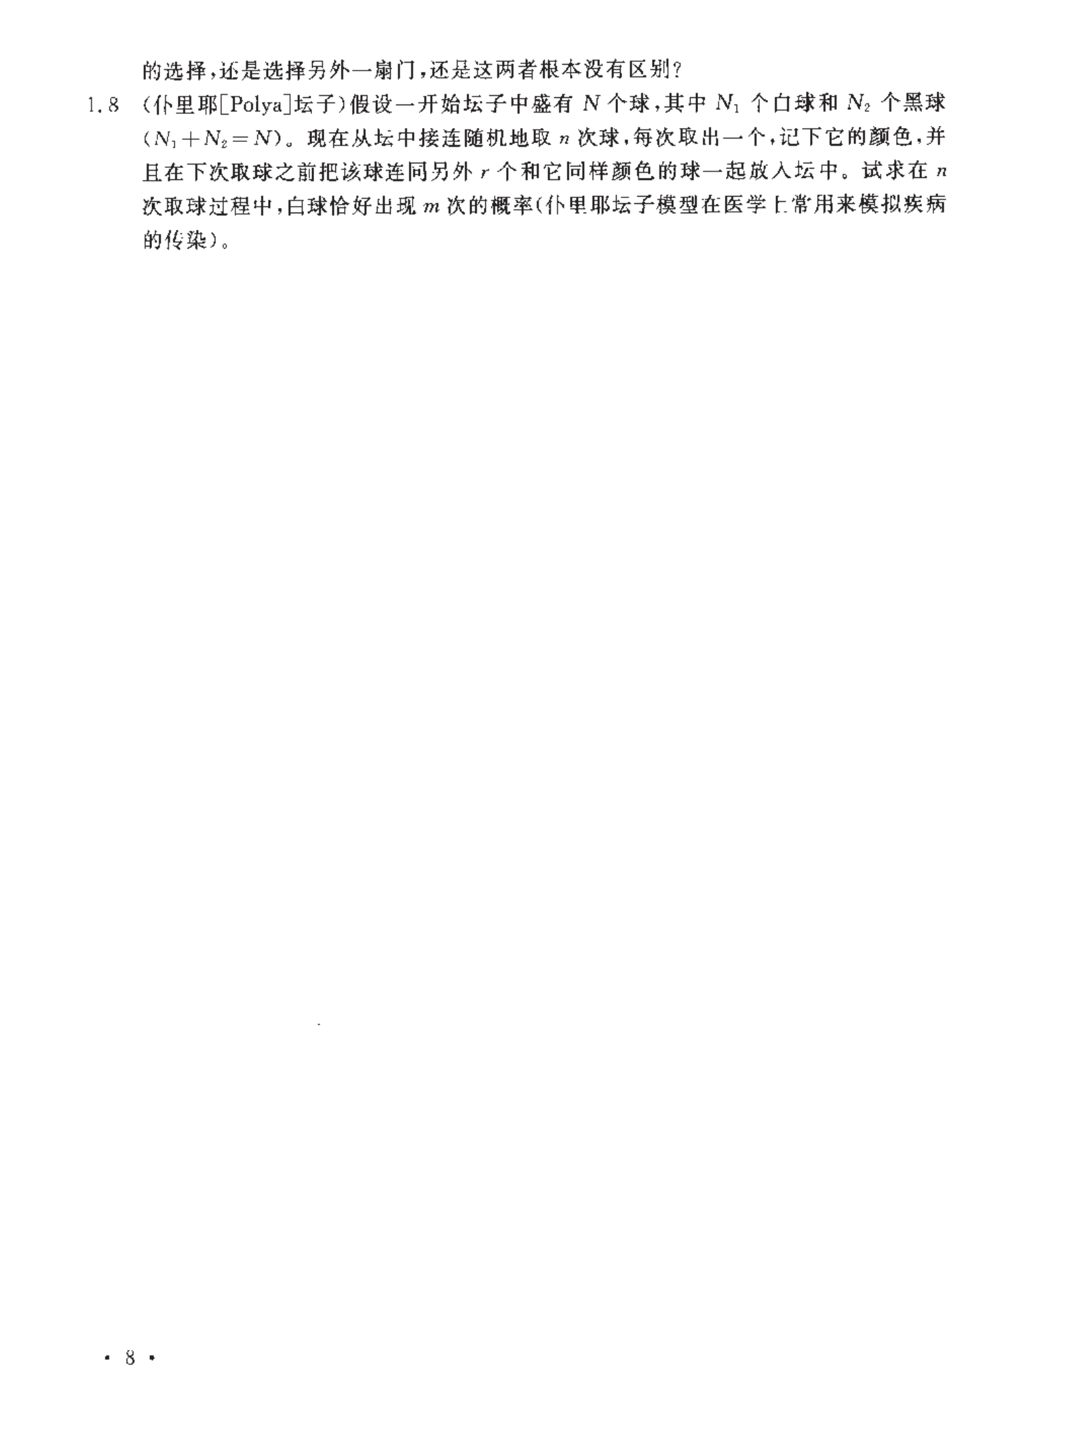 的选择,还是选择另外一扇门,还是这两者根本没有区别?
1.8 (仆里耶[Polya]坛子)假设一开始坛子中盛有 N 个球,其中 N₁ 个白球和 N₂ 个黑球
(N₁+N₂=N)。现在从坛中接连随机地取 n 次球,每次取出一个,记下它的颜色,并
且在下次取球之前把该球连同另外 r 个和它同样颜色的球一起放入坛中。试求在 n
次取球过程中,白球恰好出现 m 次的概率(仆里耶坛子模型在医学上常用来模拟疾病
的传染)。
· 8 ·